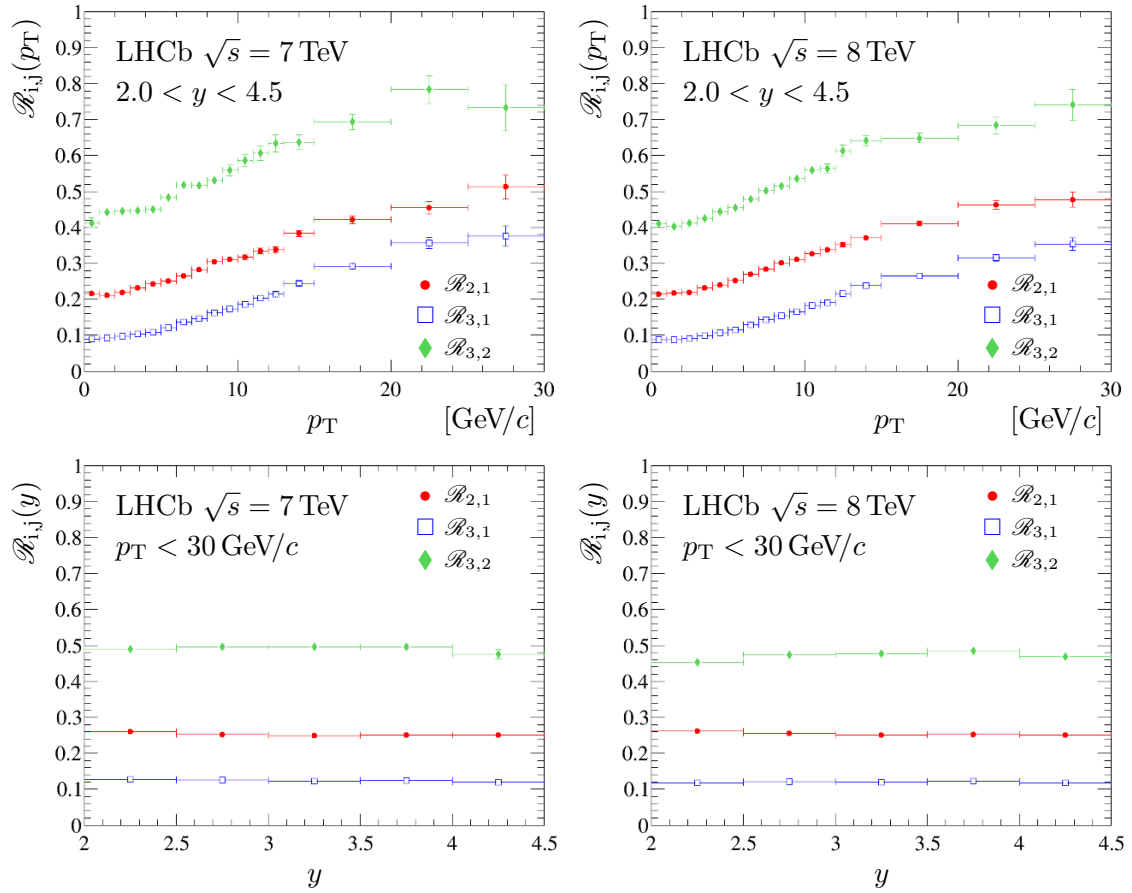 LHCb √s = 7 TeV
2.0 < y < 4.5
ℛi,j(pT)
1
0.9
0.8
0.7
0.6
0.5
0.4
0.3
0.2
0.1
0
ℛ2,1
ℛ3,1
ℛ3,2
0 10 20 30
pT [GeV/c]
LHCb √s = 8 TeV
2.0 < y < 4.5
ℛi,j(pT)
1
0.9
0.8
0.7
0.6
0.5
0.4
0.3
0.2
0.1
0
ℛ2,1
ℛ3,1
ℛ3,2
0 10 20 30
pT [GeV/c]
LHCb √s = 7 TeV
pT < 30 GeV/c
ℛi,j(y)
1
0.9
0.8
0.7
0.6
0.5
0.4
0.3
0.2
0.1
0
ℛ2,1
ℛ3,1
ℛ3,2
2 2.5 3 3.5 4 4.5
y
LHCb √s = 8 TeV
pT < 30 GeV/c
ℛi,j(y)
1
0.9
0.8
0.7
0.6
0.5
0.4
0.3
0.2
0.1
0
ℛ2,1
ℛ3,1
ℛ3,2
2 2.5 3 3.5 4 4.5
y